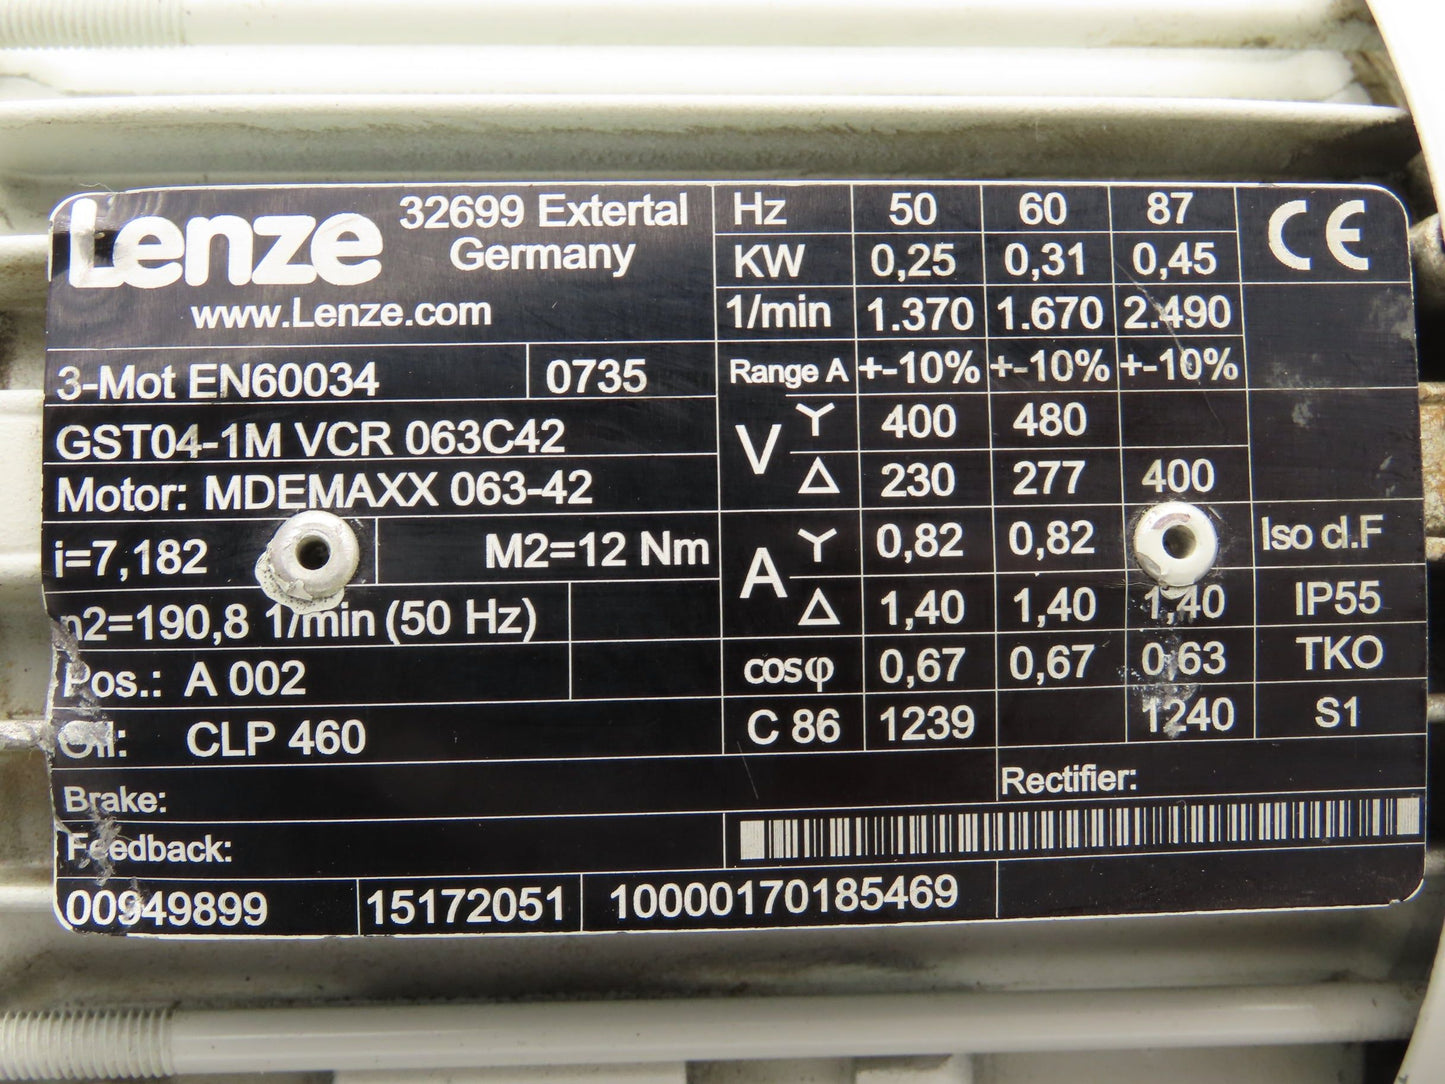 Lenze 32699 Extertal
Germany
www.Lenze.com
3-Mot EN60034 0735
GST04-1M VCR 063C42
Motor: MDEMAXX 063-42
i=7,182 M2=12 Nm
n2=190,8 1/min (50 Hz)
Pos.: A 002
Oil: CLP 460
Hz 50 60 87
KW 0,25 0,31 0,45
1/min 1.370 1.670 2.490
Range A +-10% +-10% +-10%
V Y 400 480
Δ 230 277 400
A Y 0,82 0,82
Δ 1,40 1,40 1,40
cosφ 0,67 0,67 0,63
C 86 1239 1240
CE
Iso cl.F
IP55
TKO
S1
Brake: Rectifier:
Feedback:
00949899 15172051 10000170185469